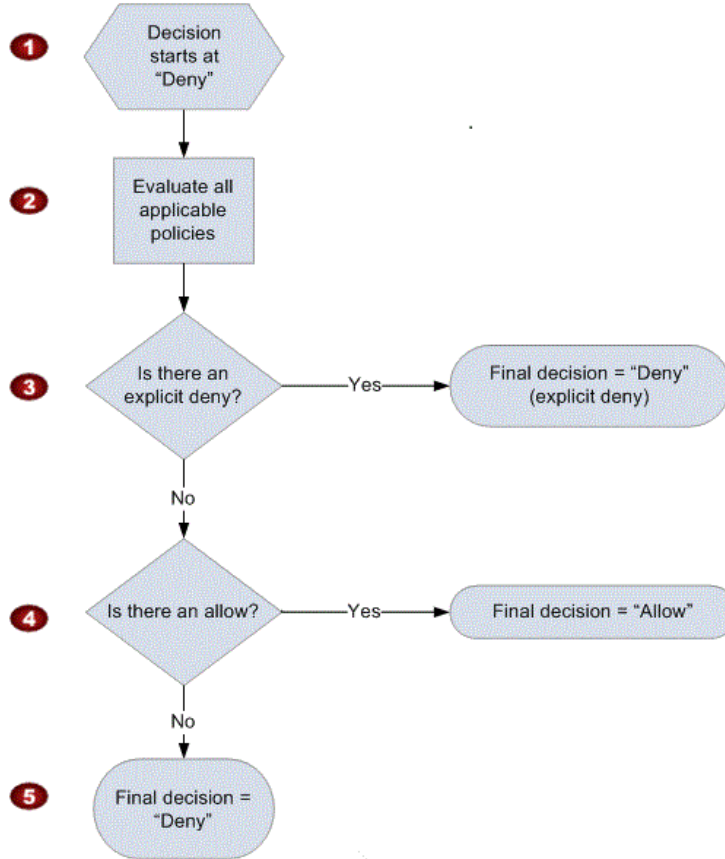 1
Decision
starts at
“Deny”
2
Evaluate all
applicable
policies
3
Is there an
explicit deny?
Yes
Final decision = “Deny”
(explicit deny)
No
4
Is there an allow?
Yes
Final decision = “Allow”
No
5
Final decision =
“Deny”